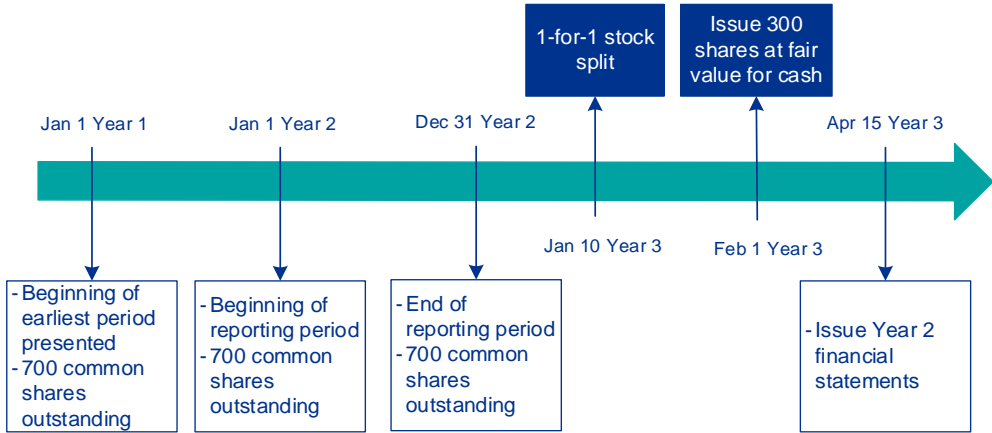 1-for-1 stock
split
Issue 300
shares at fair
value for cash
Jan 1 Year 1
Jan 1 Year 2
Dec 31 Year 2
Apr 15 Year 3
Jan 10 Year 3
Feb 1 Year 3
- Beginning of
earliest period
presented
- 700 common
shares
outstanding
- Beginning of
reporting period
- 700 common
shares
outstanding
- End of
reporting period
- 700 common
shares
outstanding
- Issue Year 2
financial
statements